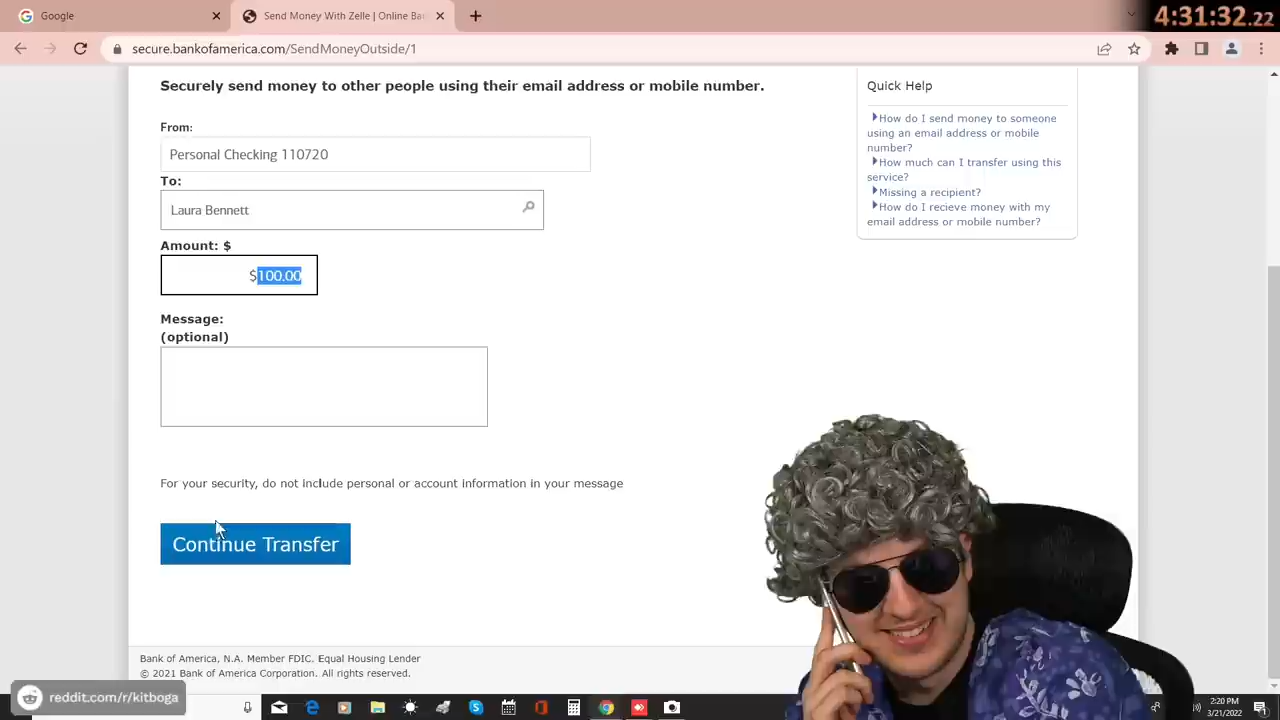 Google
Send Money With Zelle | Online Ba
4:31:32.22
secure.bankofamerica.com/SendMoneyOutside/1
Securely send money to other people using their email address or mobile number.
From:
Personal Checking 110720
To:
Laura Bennett
Amount: $
$100.00
Message:
(optional)
For your security, do not include personal or account information in your message
Continue Transfer
Quick Help
How do I send money to someone
using an email address or mobile
number?
How much can I transfer using this
service?
Missing a recipient?
How do I recieve money with my
email address or mobile number?
Bank of America, N.A. Member FDIC. Equal Housing Lender
© 2021 Bank of America Corporation. All rights reserved.
reddit.com/r/kitboga
2:20 PM
3/21/2022